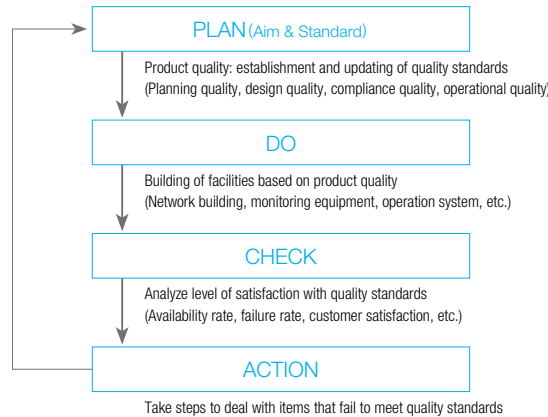 PLAN (Aim & Standard)
Product quality: establishment and updating of quality standards
(Planning quality, design quality, compliance quality, operational quality)
DO
Building of facilities based on product quality
(Network building, monitoring equipment, operation system, etc.)
CHECK
Analyze level of satisfaction with quality standards
(Availability rate, failure rate, customer satisfaction, etc.)
ACTION
Take steps to deal with items that fail to meet quality standards